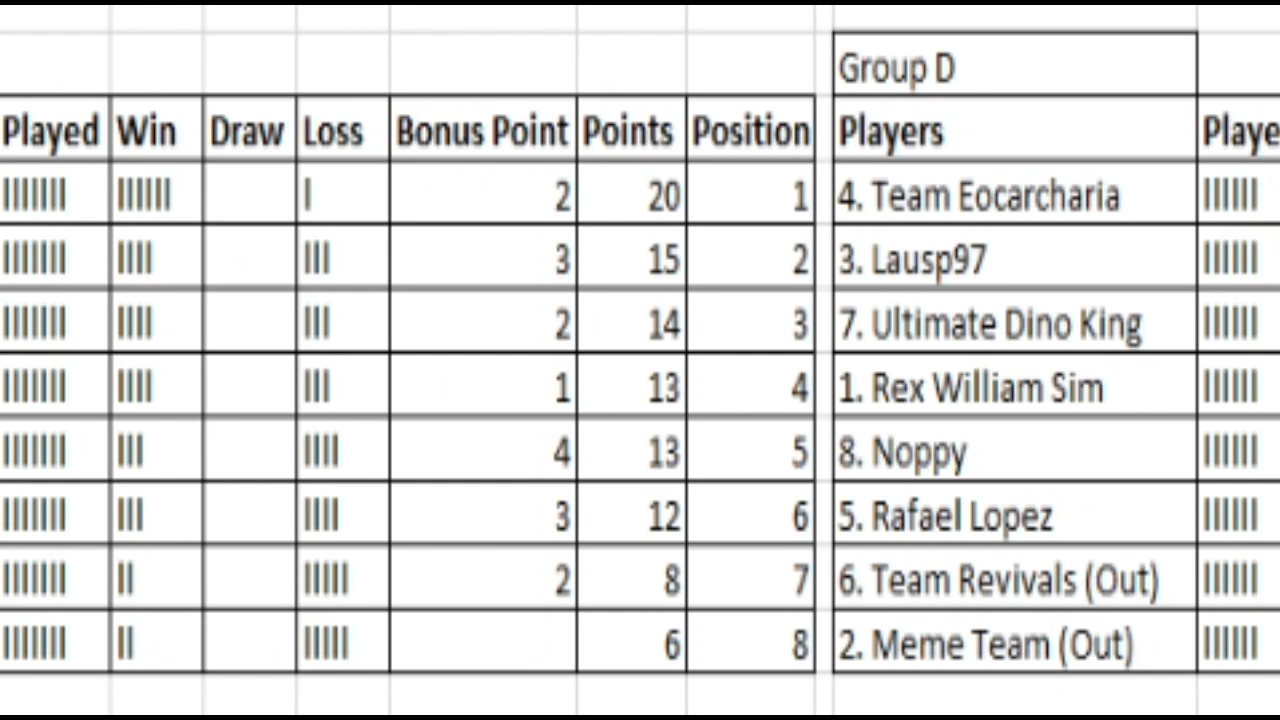 Group D
Played Win Draw Loss Bonus Point Points Position Players Playe
IIIIIII IIIIII I 2 20 1 4. Team Eocarcharia IIIIII
IIIIIII IIII III 3 15 2 3. Lausp97 IIIIII
IIIIIII IIII III 2 14 3 7. Ultimate Dino King IIIIII
IIIIIII IIII III 1 13 4 1. Rex William Sim IIIIII
IIIIIII III IIII 4 13 5 8. Noppy IIIIII
IIIIIII III IIII 3 12 6 5. Rafael Lopez IIIIII
IIIIIII II IIIII 2 8 7 6. Team Revivals (Out) IIIIII
IIIIIII II IIIII 6 8 2. Meme Team (Out) IIIIII